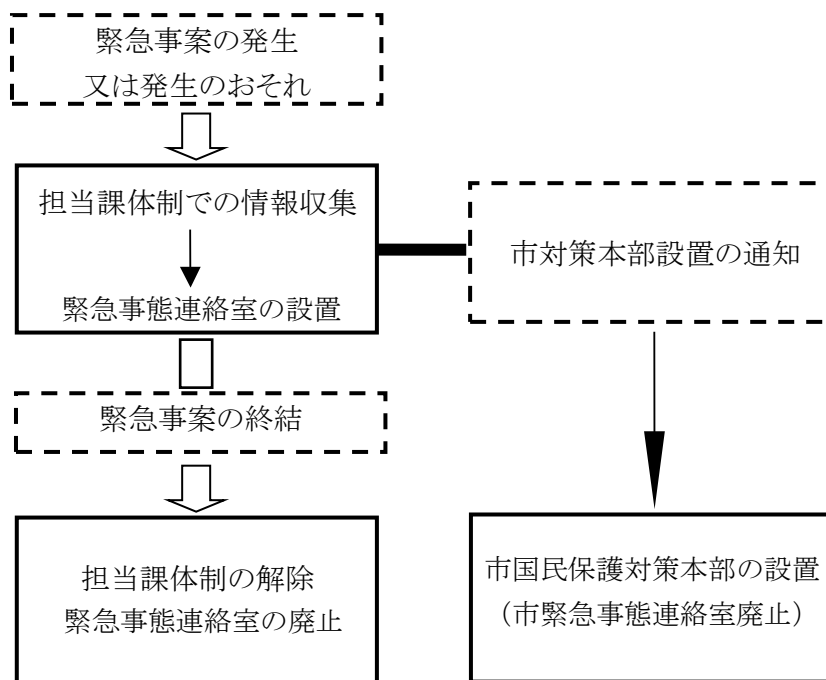 緊急事案の発生
又は発生のおそれ
担当課体制での情報収集
緊急事態連絡室の設置
市対策本部設置の通知
緊急事案の終結
担当課体制の解除
緊急事態連絡室の廃止
市国民保護対策本部の設置
（市緊急事態連絡室廃止）